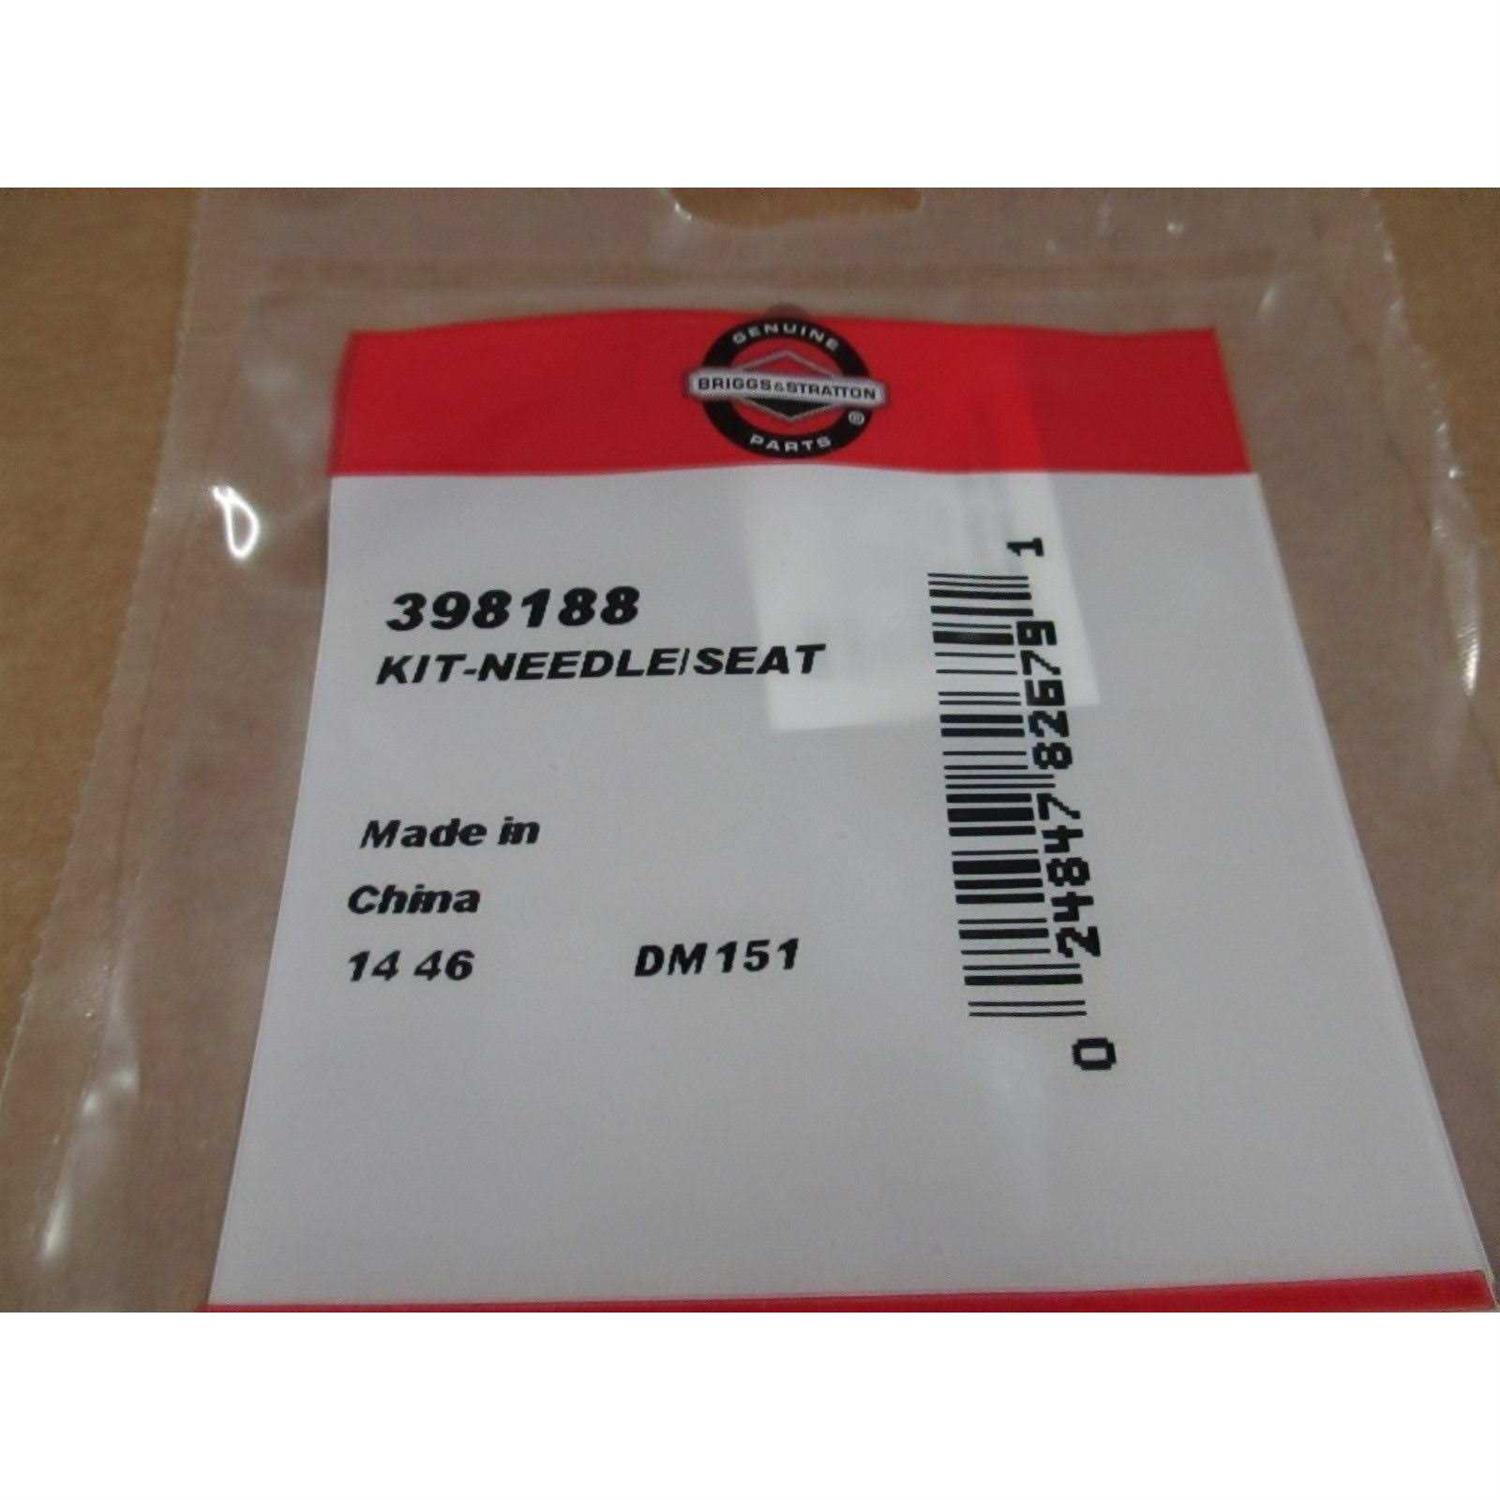 GENUINE
BRIGGS&STRATTON
®
PARTS
398188
KIT-NEEDLE/SEAT
Made in
China
14 46 DM151
0 24847 82679 1